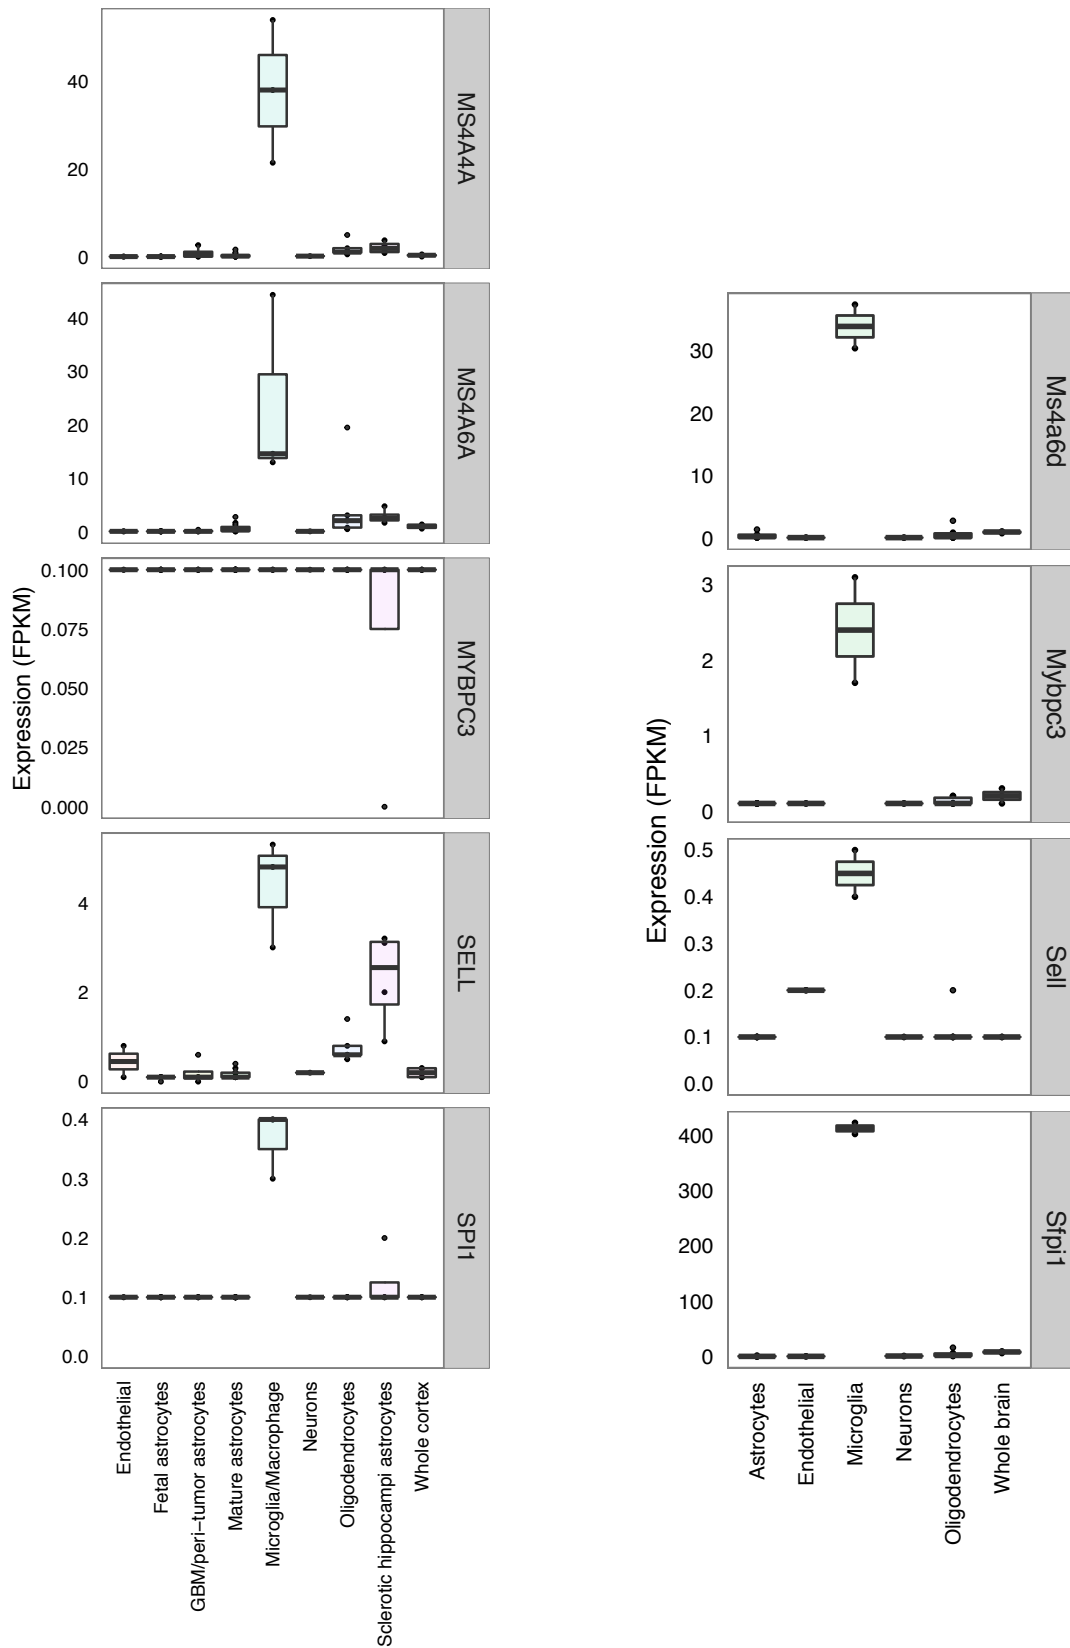 Expression (FPKM)
40
20
0
MS4A4A
40
30
20
10
0
MS4A6A
0.100
0.075
0.050
0.025
0.000
MYBPC3
4
2
0
SELL
0.4
0.3
0.2
0.1
0.0
SPI1
Endothelial
Fetal astrocytes
GBM/peri−tumor astrocytes
Mature astrocytes
Microglia/Macrophage
Neurons
Oligodendrocytes
Sclerotic hippocampi astrocytes
Whole cortex
Expression (FPKM)
30
20
10
0
Ms4a6d
3
2
1
0
Mybpc3
0.5
0.4
0.3
0.2
0.1
0.0
Sell
400
300
200
100
0
Sfpi1
Astrocytes
Endothelial
Microglia
Neurons
Oligodendrocytes
Whole brain